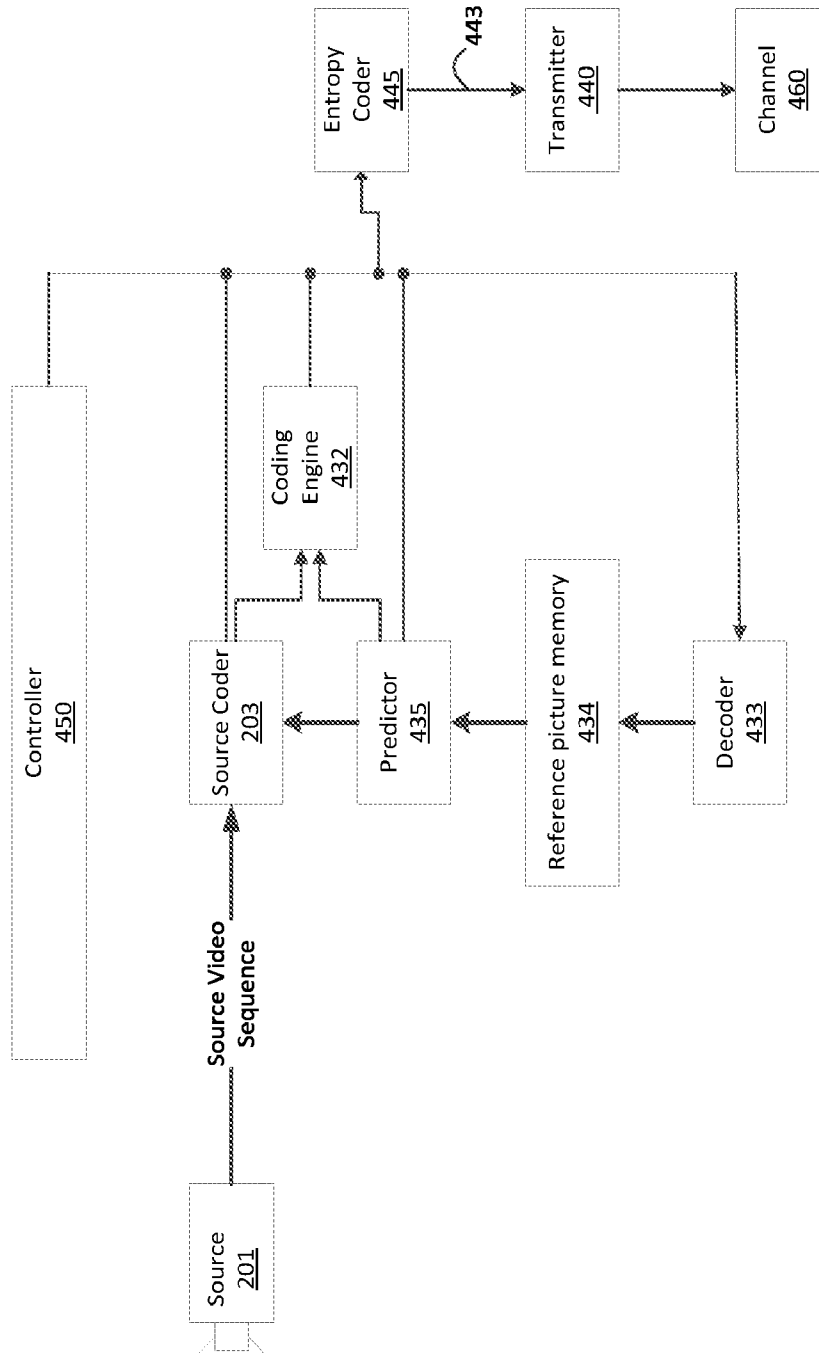 Controller
450
Source
201
Source Video
Sequence
Source Coder
203
Coding
Engine
432
Predictor
435
Reference picture memory
434
Decoder
433
Entropy
Coder
445
443
Transmitter
440
Channel
460